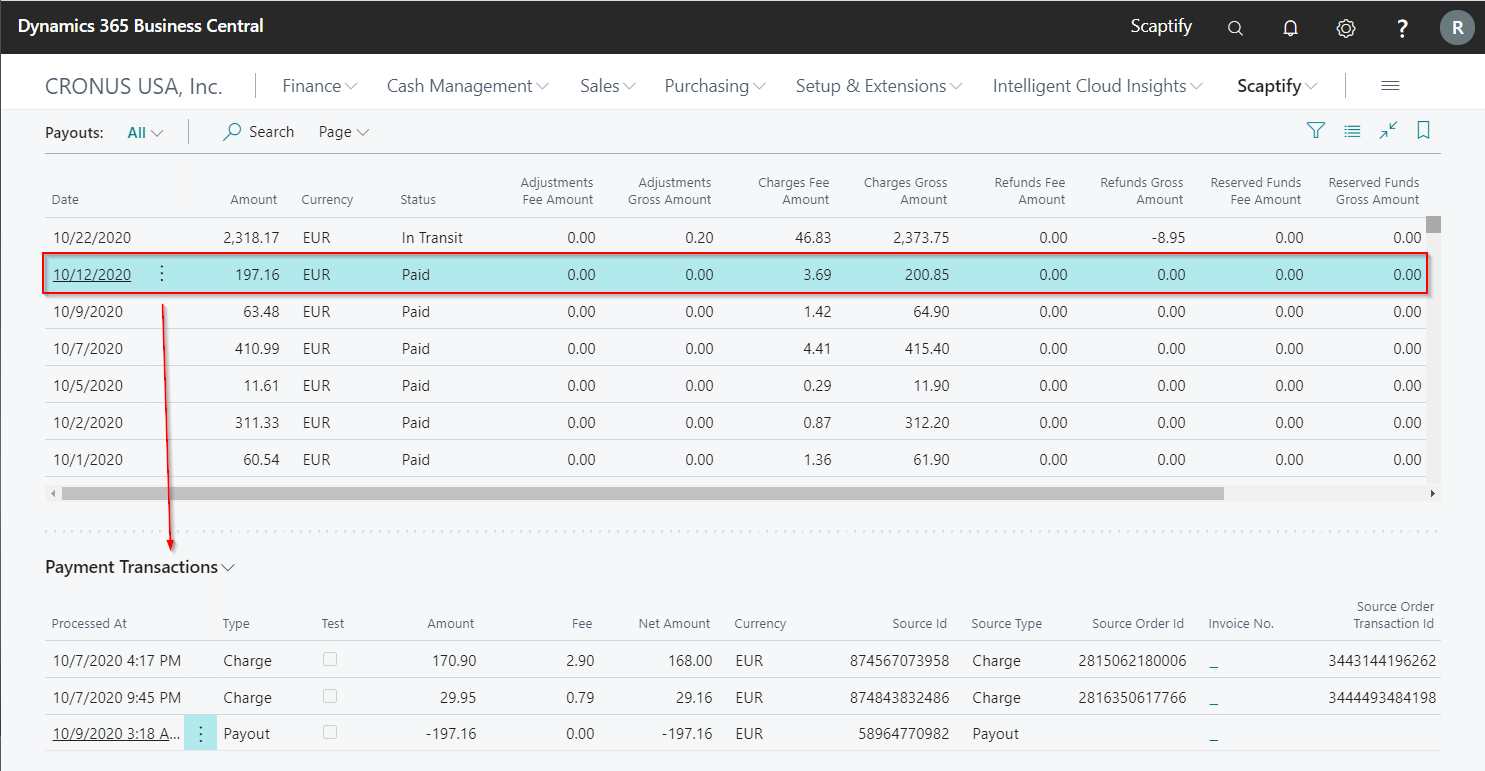 Dynamics 365 Business Central Scaptify ? R
CRONUS USA, Inc. Finance Cash Management Sales Purchasing Setup & Extensions Intelligent Cloud Insights Scaptify
Payouts: All Search Page
Date Amount Currency Status Adjustments Fee Amount Adjustments Gross Amount Charges Fee Amount Charges Gross Amount Refunds Fee Amount Refunds Gross Amount Reserved Funds Fee Amount Reserved Funds Gross Amount
10/22/2020 2,318.17 EUR In Transit 0.00 0.20 46.83 2,373.75 0.00 -8.95 0.00 0.00
10/12/2020 197.16 EUR Paid 0.00 0.00 3.69 200.85 0.00 0.00 0.00 0.00
10/9/2020 63.48 EUR Paid 0.00 0.00 1.42 64.90 0.00 0.00 0.00 0.00
10/7/2020 410.99 EUR Paid 0.00 0.00 4.41 415.40 0.00 0.00 0.00 0.00
10/5/2020 11.61 EUR Paid 0.00 0.00 0.29 11.90 0.00 0.00 0.00 0.00
10/2/2020 311.33 EUR Paid 0.00 0.00 0.87 312.20 0.00 0.00 0.00 0.00
10/1/2020 60.54 EUR Paid 0.00 0.00 1.36 61.90 0.00 0.00 0.00 0.00
Payment Transactions
Processed At Type Test Amount Fee Net Amount Currency Source Id Source Type Source Order Id Invoice No. Source Order Transaction Id
10/7/2020 4:17 PM Charge 170.90 2.90 168.00 EUR 874567073958 Charge 2815062180006 _ 3443144196262
10/7/2020 9:45 PM Charge 29.95 0.79 29.16 EUR 874843832486 Charge 2816350617766 _ 3444493484198
10/9/2020 3:18 A... Payout -197.16 0.00 -197.16 EUR 58964770982 Payout _